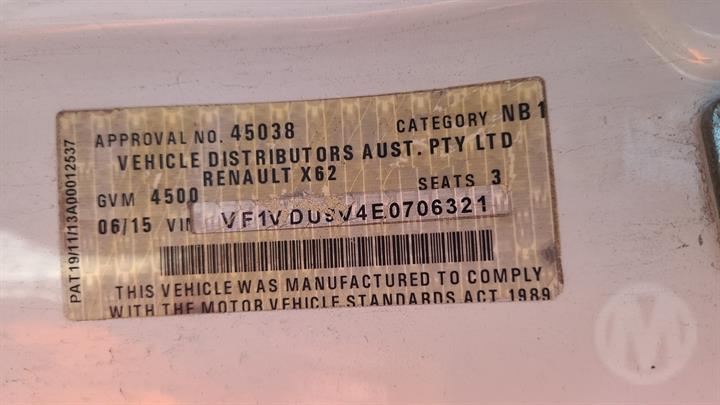 APPROVAL NO. 45038 CATEGORY NB1
VEHICLE DISTRIBUTORS AUST. PTY LTD
RENAULT X62
GVM 4500 SEATS 3
06/15 VIN
THIS VEHICLE WAS MANUFACTURED TO COMPLY
WITH THE MOTOR VEHICLE STANDARDS ACT 1989
PAT19/11/13A00012537
M